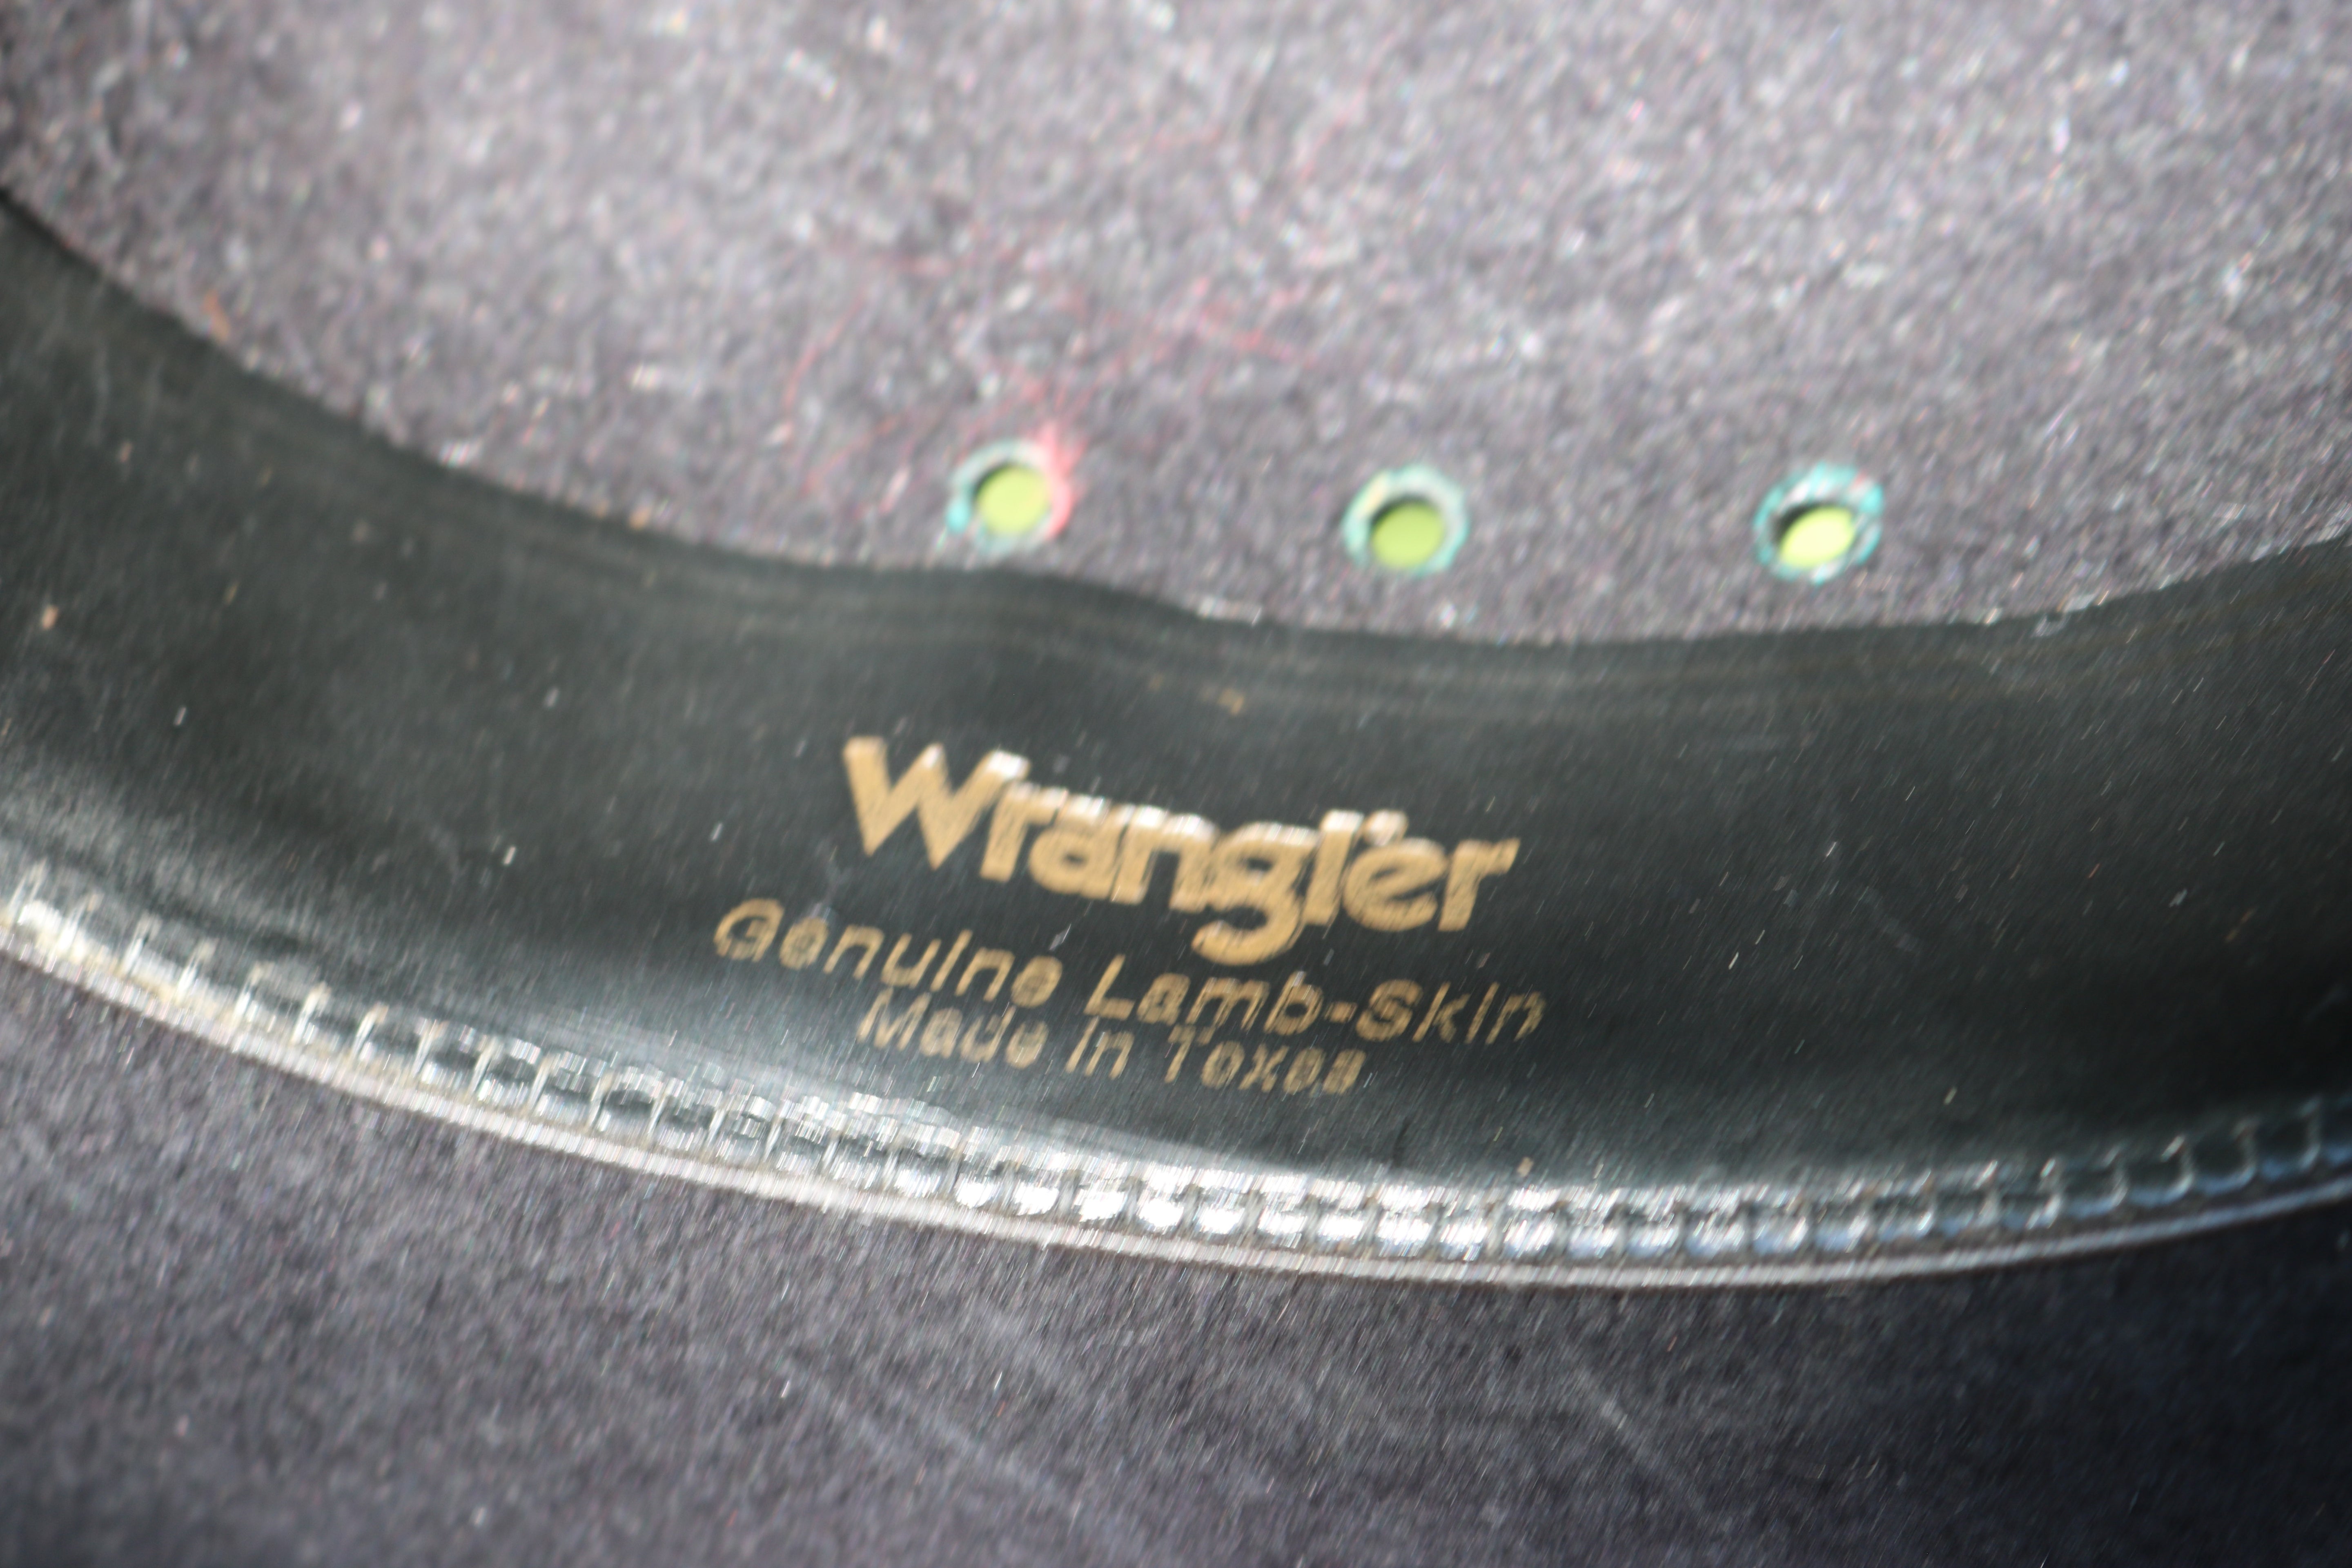 Wrangler
Genuine Lamb-Skin
Made in Texas